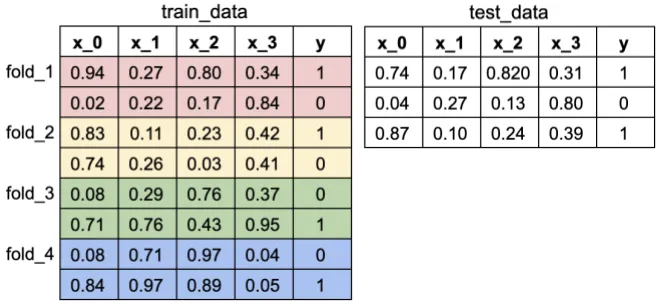 train_data
x_0 x_1 x_2 x_3 y
fold_1 0.94 0.27 0.80 0.34 1
0.02 0.22 0.17 0.84 0
fold_2 0.83 0.11 0.23 0.42 1
0.74 0.26 0.03 0.41 0
fold_3 0.08 0.29 0.76 0.37 0
0.71 0.76 0.43 0.95 1
fold_4 0.08 0.71 0.97 0.04 0
0.84 0.97 0.89 0.05 1
test_data
x_0 x_1 x_2 x_3 y
0.74 0.17 0.820 0.31 1
0.04 0.27 0.13 0.80 0
0.87 0.10 0.24 0.39 1